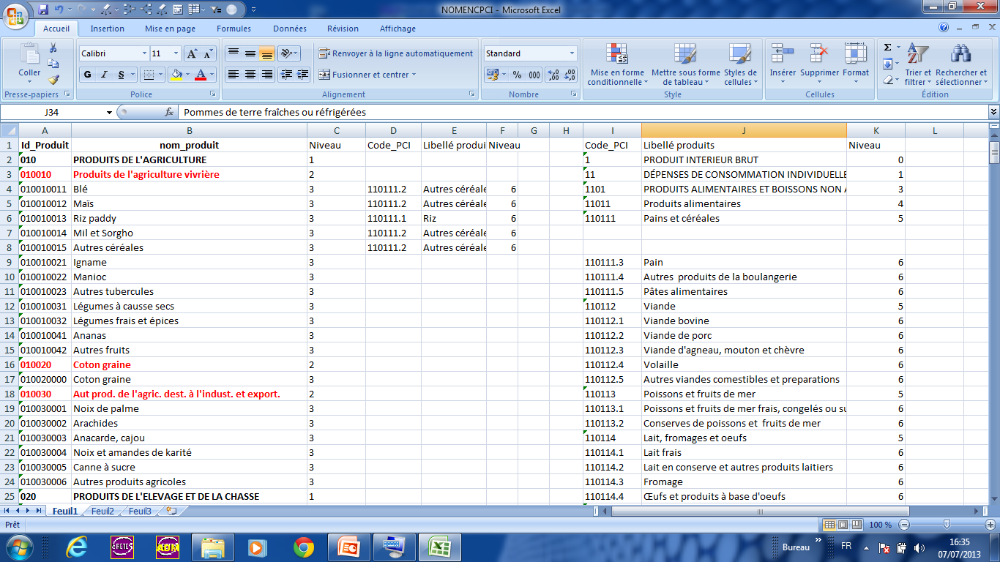 NOMENCPCI - Microsoft Excel
Accueil Insertion Mise en page Formules Données Révision Affichage
Coller
Presse-papiers
Calibri 11
G I S
Police
Renvoyer à la ligne automatiquement
Fusionner et centrer
Alignement
Standard
% 000
Nombre
Mise en forme conditionnelle
Mettre sous forme de tableau
Styles de cellules
Style
Insérer Supprimer Format
Cellules
Σ
Trier et filtrer
Rechercher et sélectionner
Édition
J34 fx Pommes de terre fraîches ou réfrigérées
A B C D E F G H I J K L
1 Id_Produit nom_produit Niveau Code_PCI Libellé produi Niveau Code_PCI Libellé produits Niveau
2 010 PRODUITS DE L'AGRICULTURE 1 1 PRODUIT INTERIEUR BRUT 0
3 010010 Produits de l'agriculture vivrière 2 11 DÉPENSES DE CONSOMMATION INDIVIDUELLE 1
4 010010011 Blé 3 110111.2 Autres céréale 6 1101 PRODUITS ALIMENTAIRES ET BOISSONS NON A 3
5 010010012 Maïs 3 110111.2 Autres céréale 6 11011 Produits alimentaires 4
6 010010013 Riz paddy 3 110111.1 Riz 6 110111 Pains et céréales 5
7 010010014 Mil et Sorgho 3 110111.2 Autres céréale 6
8 010010015 Autres céréales 3 110111.2 Autres céréale 6
9 010010021 Igname 3 110111.3 Pain 6
10 010010022 Manioc 3 110111.4 Autres produits de la boulangerie 6
11 010010023 Autres tubercules 3 110111.5 Pâtes alimentaires 6
12 010010031 Légumes à causse secs 3 110112 Viande 5
13 010010032 Légumes frais et épices 3 110112.1 Viande bovine 6
14 010010041 Ananas 3 110112.2 Viande de porc 6
15 010010042 Autres fruits 3 110112.3 Viande d'agneau, mouton et chèvre 6
16 010020 Coton graine 2 110112.4 Volaille 6
17 010020000 Coton graine 3 110112.5 Autres viandes comestibles et preparations 6
18 010030 Aut prod. de l'agric. dest. à l'indust. et export. 2 110113 Poissons et fruits de mer 5
19 010030001 Noix de palme 3 110113.1 Poissons et fruits de mer frais, congelés ou su 6
20 010030002 Arachides 3 110113.2 Conserves de poissons et fruits de mer 6
21 010030003 Anacarde, cajou 3 110114 Lait, fromages et oeufs 5
22 010030004 Noix et amandes de karité 3 110114.1 Lait frais 6
23 010030005 Canne à sucre 3 110114.2 Lait en conserve et autres produits laitiers 6
24 010030006 Autres produits agricoles 3 110114.3 Fromage 6
25 020 PRODUITS DE L'ELEVAGE ET DE LA CHASSE 1 110114.4 Œufs et produits à base d'oeufs 6
Feuil1 Feuil2 Feuil3
Prêt 100 %
ERETES
Bureau » FR 16:35
07/07/2013